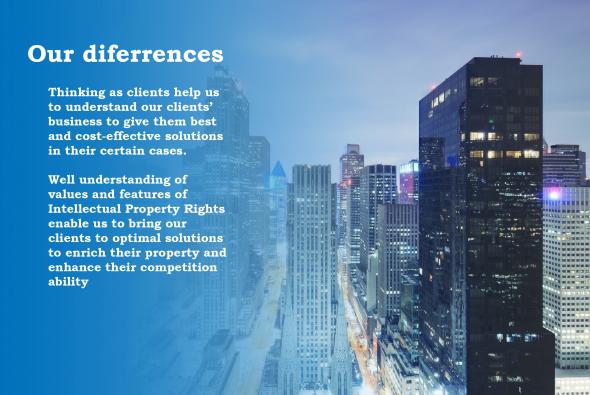 Our diferrences
Thinking as clients help us
to understand our clients'
business to give them best
and cost-effective solutions
in their certain cases.
Well understanding of
values and features of
Intellectual Property Rights
enable us to bring our
clients to optimal solutions
to enrich their property and
enhance their competition
ability